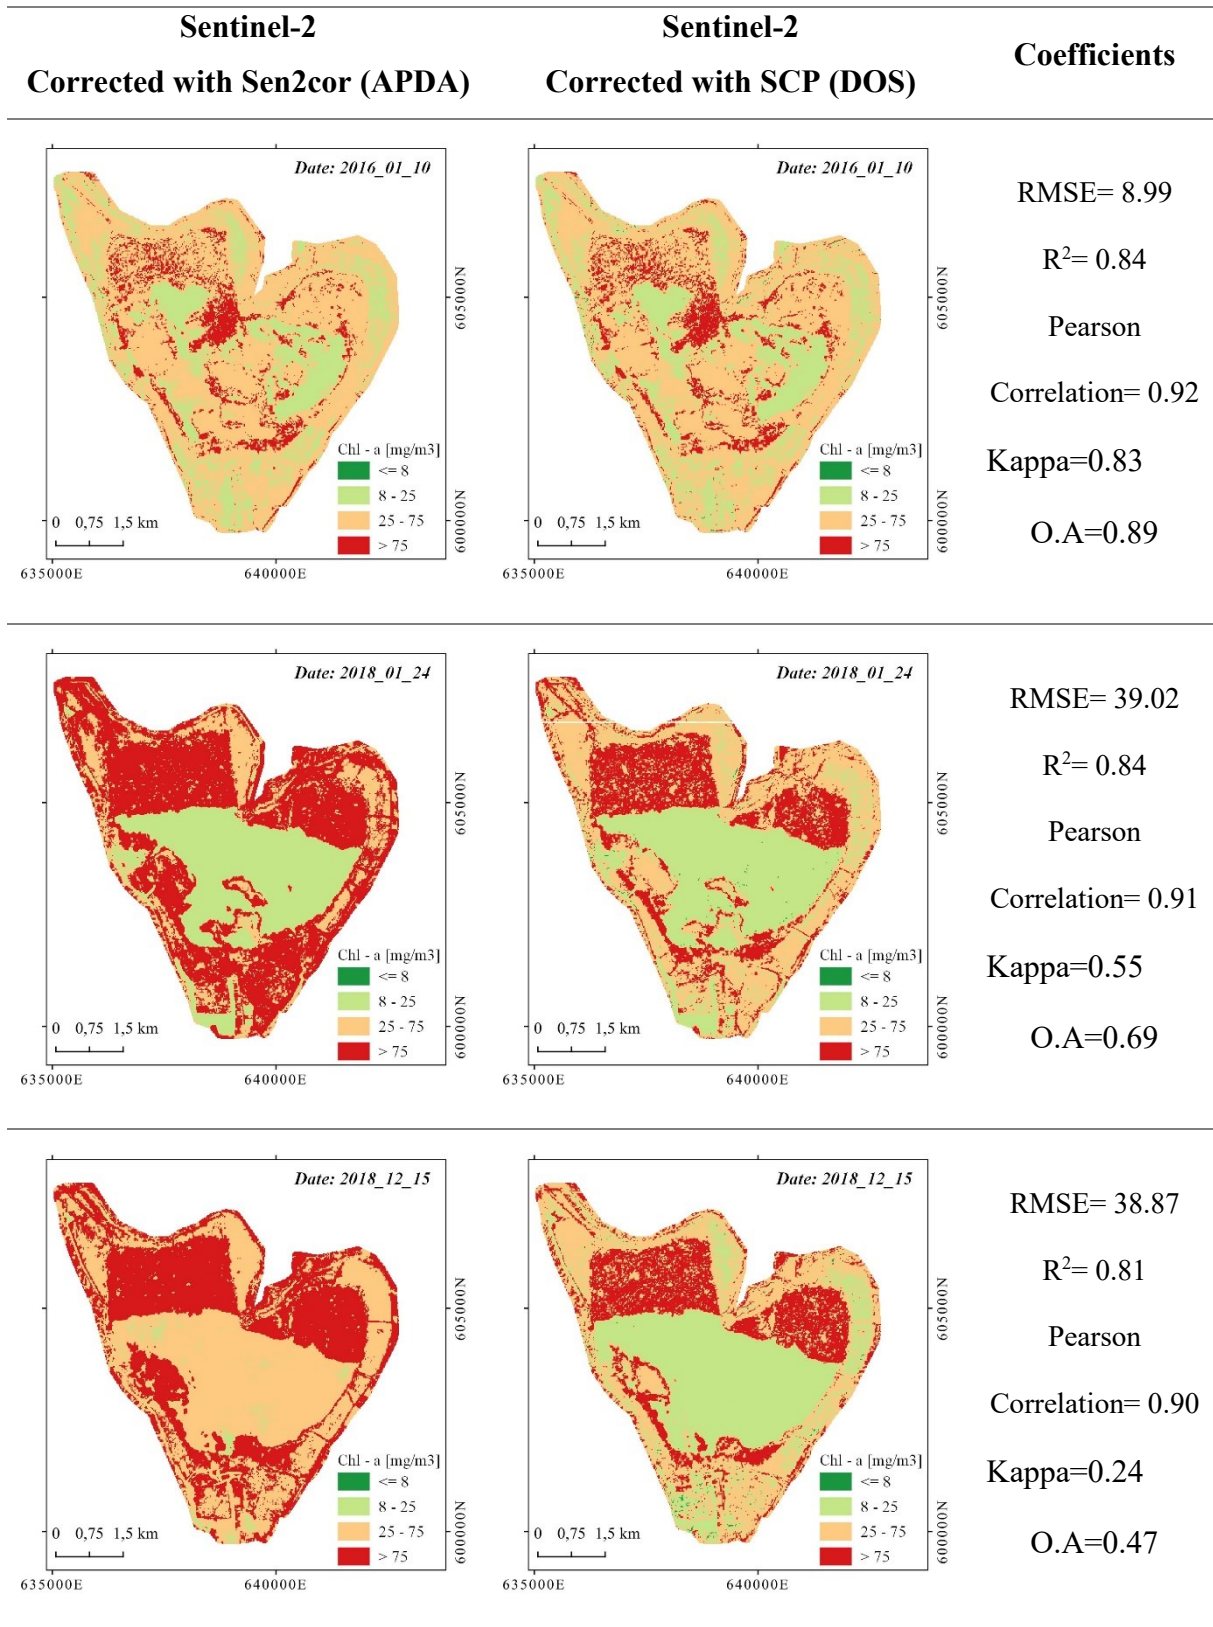 Sentinel-2
Corrected with Sen2cor (APDA)
Sentinel-2
Corrected with SCP (DOS)
Coefficients
Date: 2016_01_10
605000N
600000N
Chl - a [mg/m3]
<= 8
8 - 25
25 - 75
> 75
0 0,75 1,5 km
635000E 640000E
Date: 2016_01_10
605000N
600000N
Chl - a [mg/m3]
<= 8
8 - 25
25 - 75
> 75
0 0,75 1,5 km
635000E 640000E
RMSE= 8.99
R²= 0.84
Pearson
Correlation= 0.92
Kappa=0.83
O.A=0.89
Date: 2018_01_24
605000N
600000N
Chl - a [mg/m3]
<= 8
8 - 25
25 - 75
> 75
0 0,75 1,5 km
635000E 640000E
Date: 2018_01_24
605000N
600000N
Chl - a [mg/m3]
<= 8
8 - 25
25 - 75
> 75
0 0,75 1,5 km
635000E 640000E
RMSE= 39.02
R²= 0.84
Pearson
Correlation= 0.91
Kappa=0.55
O.A=0.69
Date: 2018_12_15
605000N
600000N
Chl - a [mg/m3]
<= 8
8 - 25
25 - 75
> 75
0 0,75 1,5 km
635000E 640000E
Date: 2018_12_15
605000N
600000N
Chl - a [mg/m3]
<= 8
8 - 25
25 - 75
> 75
0 0,75 1,5 km
635000E 640000E
RMSE= 38.87
R²= 0.81
Pearson
Correlation= 0.90
Kappa=0.24
O.A=0.47